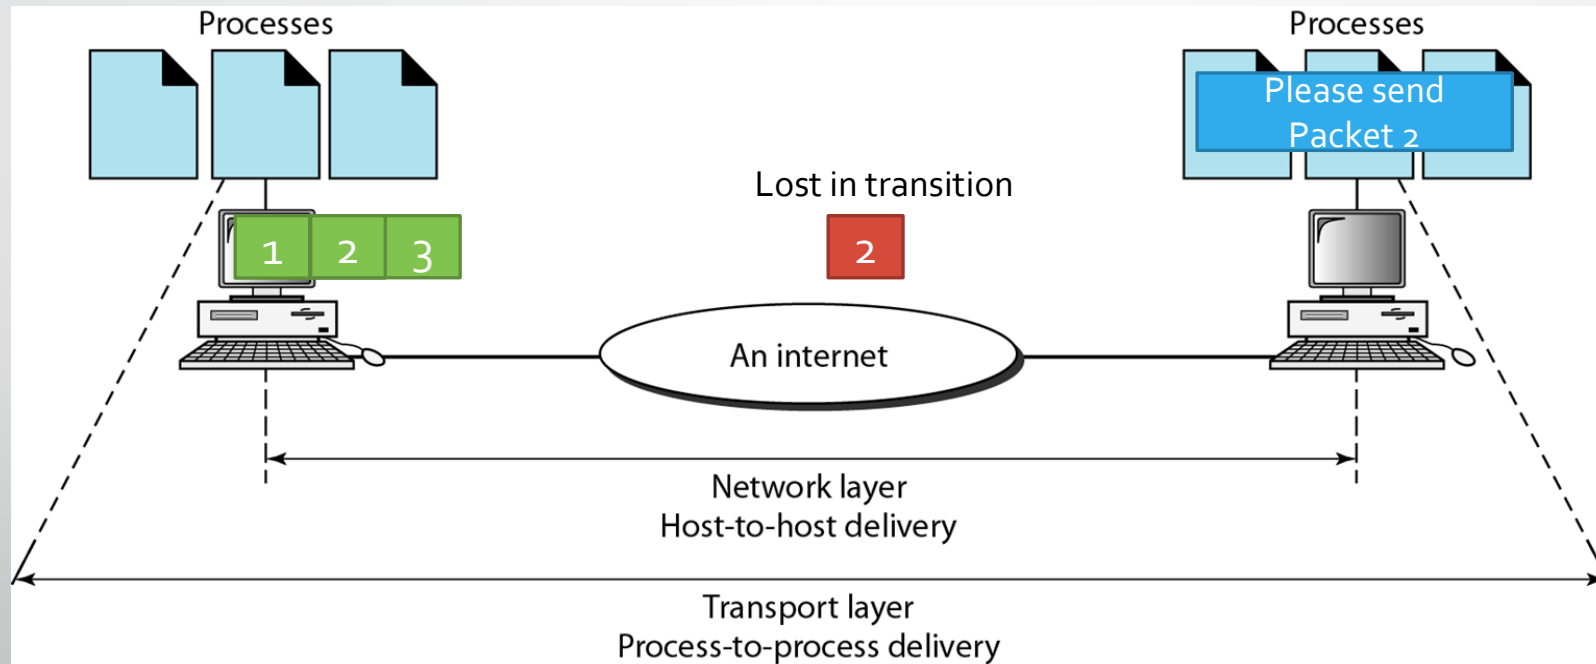 Processes
Processes
Please send
Packet 2
Lost in transition
1 2 3
2
An internet
Network layer
Host-to-host delivery
Transport layer
Process-to-process delivery